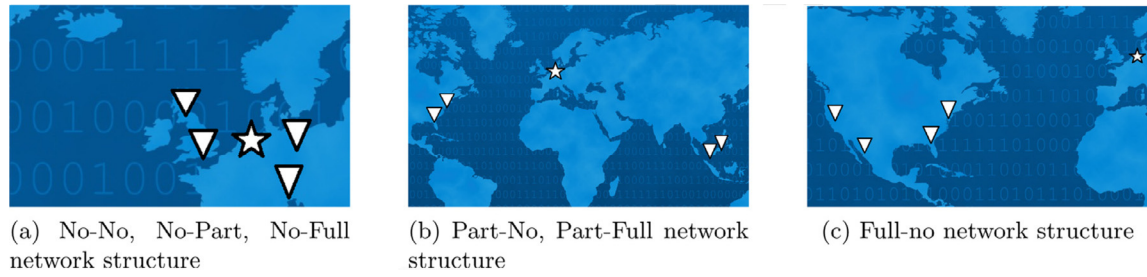 (a) No-No, No-Part, No-Full
network structure
(b) Part-No, Part-Full network
structure
(c) Full-no network structure